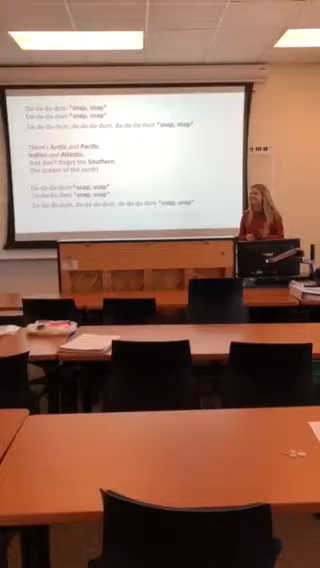 Da-da-da-dum *snap, snap*
Da-da-da-dum *snap, snap*
Da-da-da-dum, da-da-da-dum, da-da-da-dum *snap, snap*
There's Arctic and Pacific,
Indian and Atlantic,
And don't forget the Southern,
The oceans of the earth!
Da-da-da-dum *snap, snap*
Da-da-da-dum *snap, snap*
Da-da-da-dum, da-da-da-dum, da-da-da-dum *snap, snap*